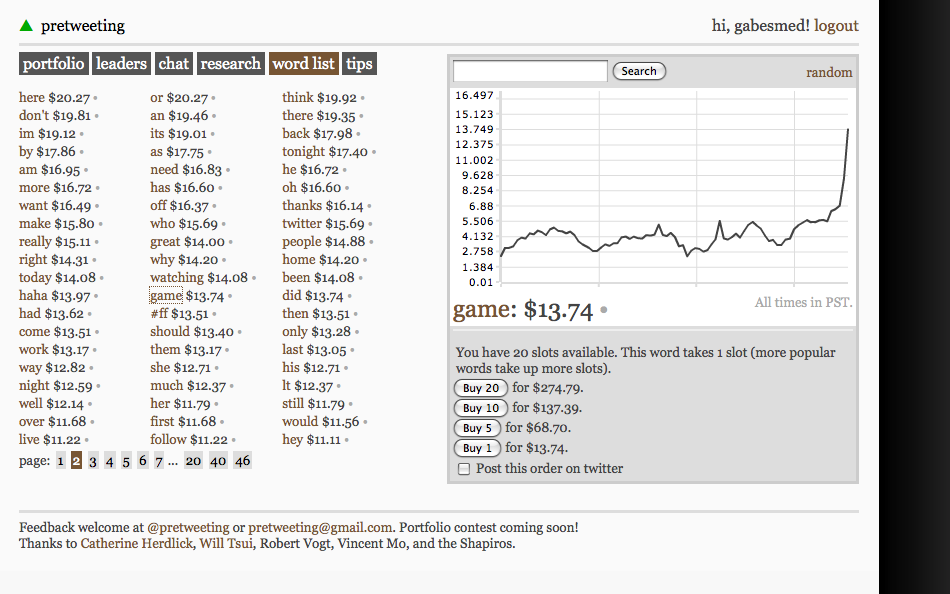 ▲ pretweeting
hi, gabesmed! logout
portfolio leaders chat research word list tips
here $20.27 • or $20.27 • think $19.92 •
don't $19.81 • an $19.46 • there $19.35 •
im $19.12 • its $19.01 • back $17.98 •
by $17.86 • as $17.75 • tonight $17.40 •
am $16.95 • need $16.83 • he $16.72 •
more $16.72 • has $16.60 • oh $16.60 •
want $16.49 • off $16.37 • thanks $16.14 •
make $15.80 • who $15.69 • twitter $15.69 •
really $15.11 • great $14.00 • people $14.88 •
right $14.31 • why $14.20 • home $14.20 •
today $14.08 • watching $14.08 • been $14.08 •
haha $13.97 • game $13.74 • did $13.74 •
had $13.62 • #ff $13.51 • then $13.51 •
come $13.51 • should $13.40 • only $13.28 •
work $13.17 • them $13.17 • last $13.05 •
way $12.82 • she $12.71 • his $12.71 •
night $12.59 • much $12.37 • lt $12.37 •
well $12.14 • her $11.79 • still $11.79 •
over $11.68 • first $11.68 • would $11.56 •
live $11.22 • follow $11.22 • hey $11.11 •
page: 1 2 3 4 5 6 7 ... 20 40 46
Search random
16.497
15.123
13.749
12.375
11.002
9.628
8.254
6.88
5.506
4.132
2.758
1.384
0.01
All times in PST.
game: $13.74 •
You have 20 slots available. This word takes 1 slot (more popular
words take up more slots).
Buy 20 for $274.79.
Buy 10 for $137.39.
Buy 5 for $68.70.
Buy 1 for $13.74.
Post this order on twitter
Feedback welcome at @pretweeting or pretweeting@gmail.com. Portfolio contest coming soon!
Thanks to Catherine Herdlick, Will Tsui, Robert Vogt, Vincent Mo, and the Shapiros.